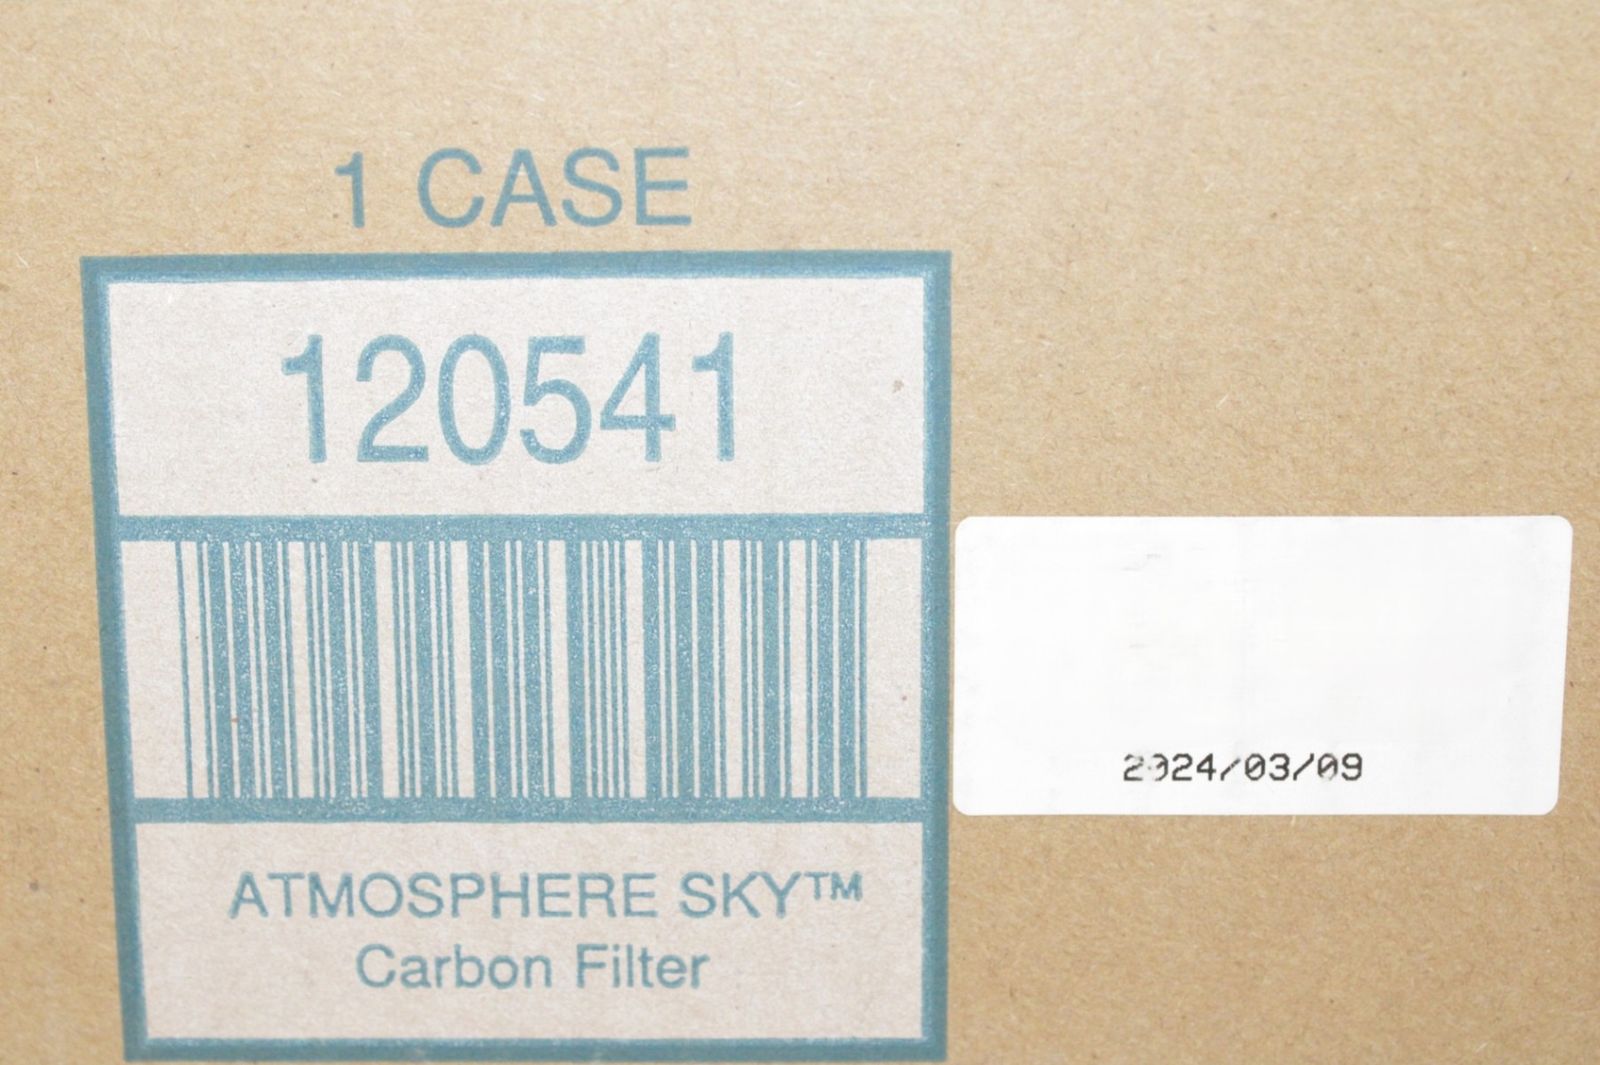 1 CASE
120541
2024/03/09
ATMOSPHERE SKY™
Carbon Filter